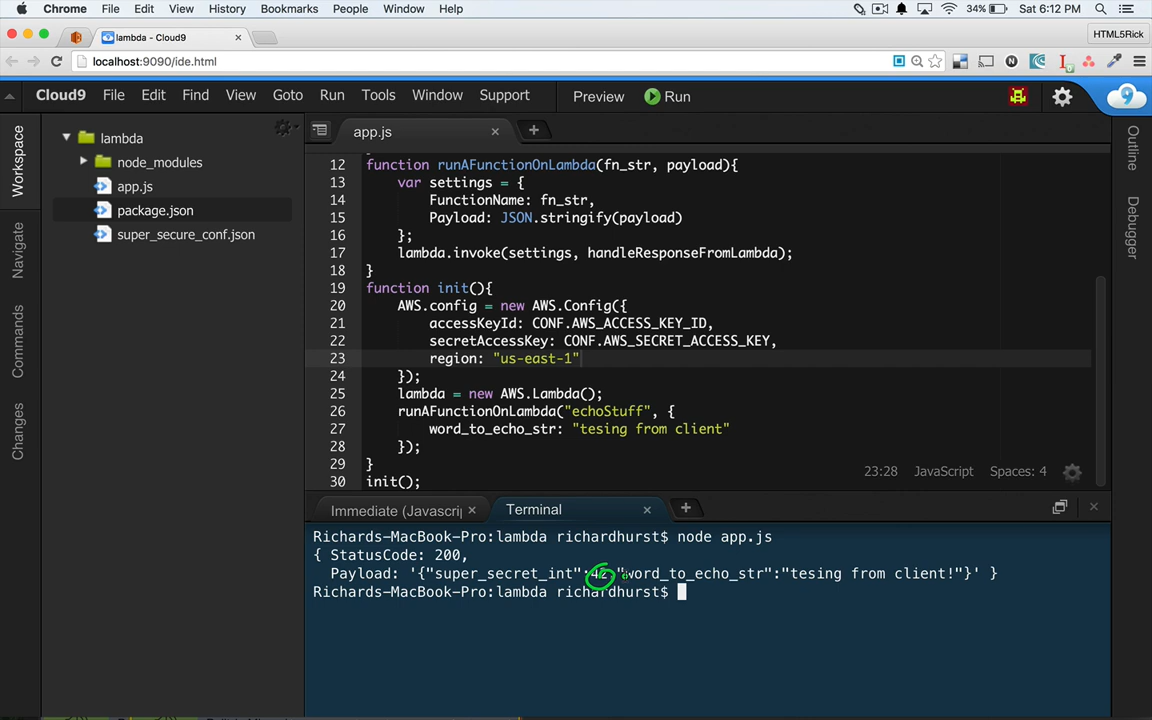 Chrome File Edit View History Bookmarks People Window Help 34% Sat 6:12 PM
lambda - Cloud9 HTML5Rick
localhost:9090/ide.html
Cloud9 File Edit Find View Goto Run Tools Window Support Preview Run
Workspace
Navigate
Commands
Changes
lambda
node_modules
app.js
package.json
super_secure_conf.json
app.js
12 function runAFunctionOnLambda(fn_str, payload){
13 var settings = {
14 FunctionName: fn_str,
15 Payload: JSON.stringify(payload)
16 };
17 lambda.invoke(settings, handleResponseFromLambda);
18 }
19 function init(){
20 AWS.config = new AWS.Config({
21 accessKeyId: CONF.AWS_ACCESS_KEY_ID,
22 secretAccessKey: CONF.AWS_SECRET_ACCESS_KEY,
23 region: "us-east-1"
24 });
25 lambda = new AWS.Lambda();
26 runAFunctionOnLambda("echoStuff", {
27 word_to_echo_str: "tesing from client"
28 });
29 }
30 init();
23:28 JavaScript Spaces: 4
Outline
Debugger
Immediate (Javascri Terminal
Richards-MacBook-Pro:lambda richardhurst$ node app.js
{ StatusCode: 200,
Payload: '{"super_secret_int":42,"word_to_echo_str":"tesing from client!"}' }
Richards-MacBook-Pro:lambda richardhurst$